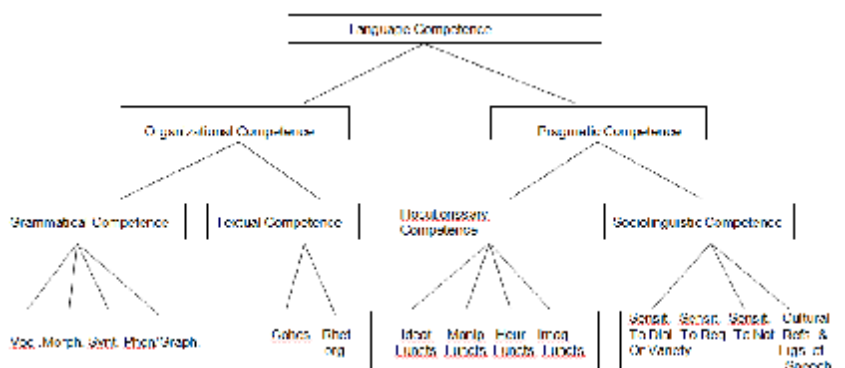 Language Competence
Organizational Competence
Pragmatic Competence
Grammatical Competence
Textual Competence
Competence
Sociolinguistic Competence
Voc. Morph. Synt. Phon/Graph.
Cohes. Rhet.
org.
Ideat. Manip. Heur. Imag.
Functs. Functs. Functs. Functs.
Sensit. Sensit. Sensit. Cultural
To Dial. To Reg. To Nat. Refs. &
Or Variety Figs. of
Speech